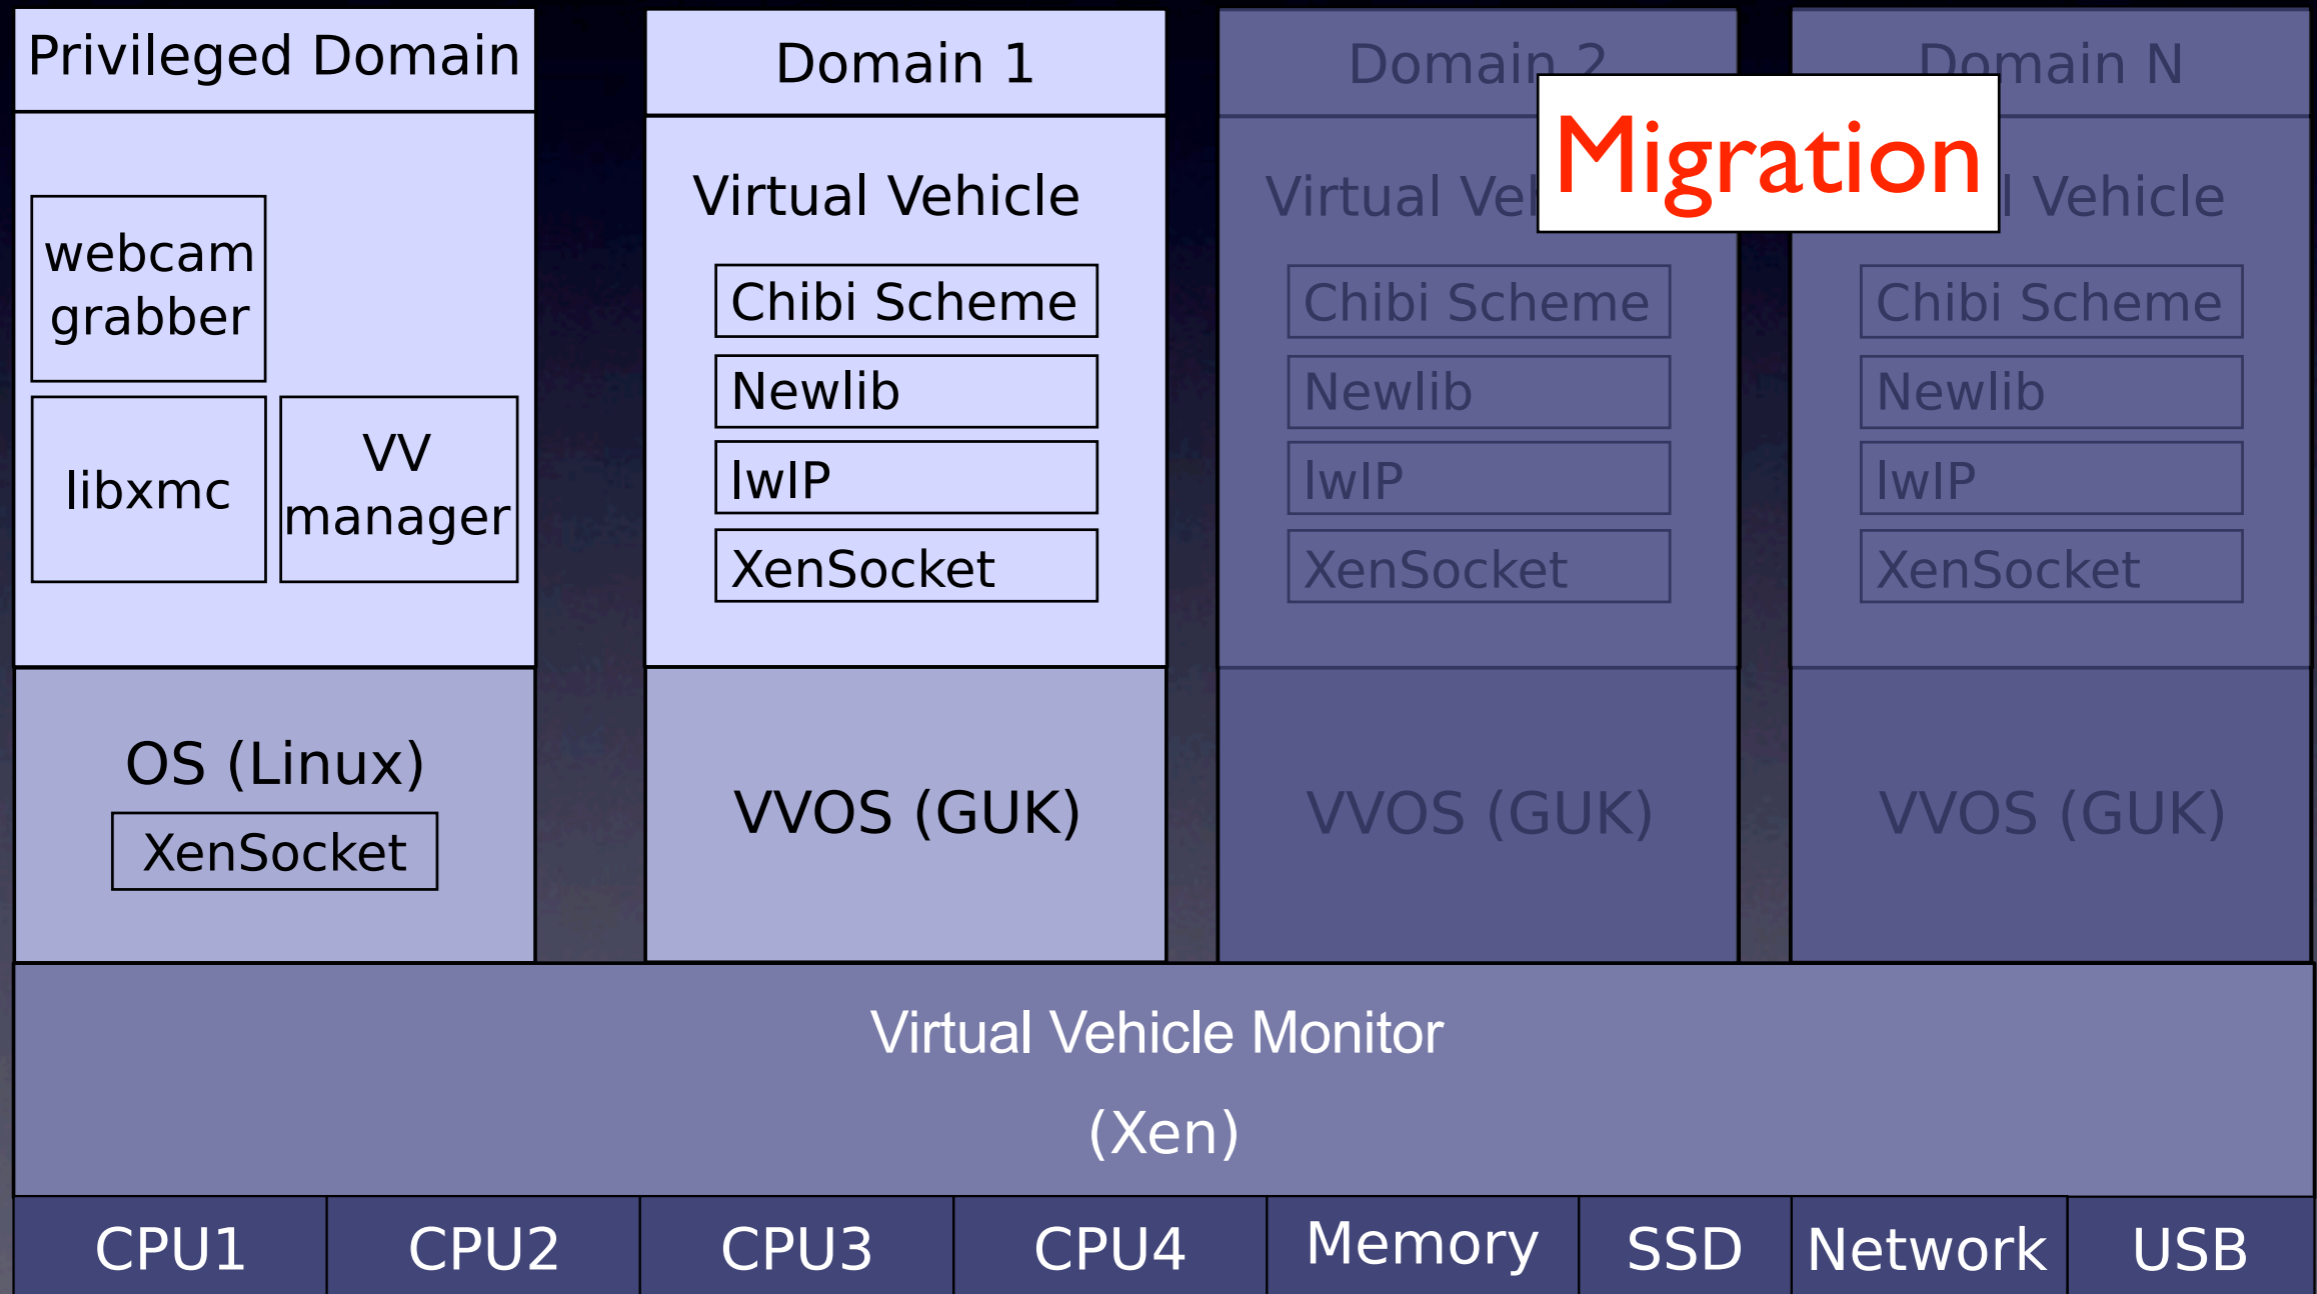 Privileged Domain
webcam
grabber
libxmc
VV
manager
OS (Linux)
XenSocket
Domain 1
Virtual Vehicle
Chibi Scheme
Newlib
lwIP
XenSocket
VVOS (GUK)
Domain 2
Virtual Veh
Chibi Scheme
Newlib
lwIP
XenSocket
VVOS (GUK)
Migration
Domain N
l Vehicle
Chibi Scheme
Newlib
lwIP
XenSocket
VVOS (GUK)
Virtual Vehicle Monitor
(Xen)
CPU1 CPU2 CPU3 CPU4 Memory SSD Network USB